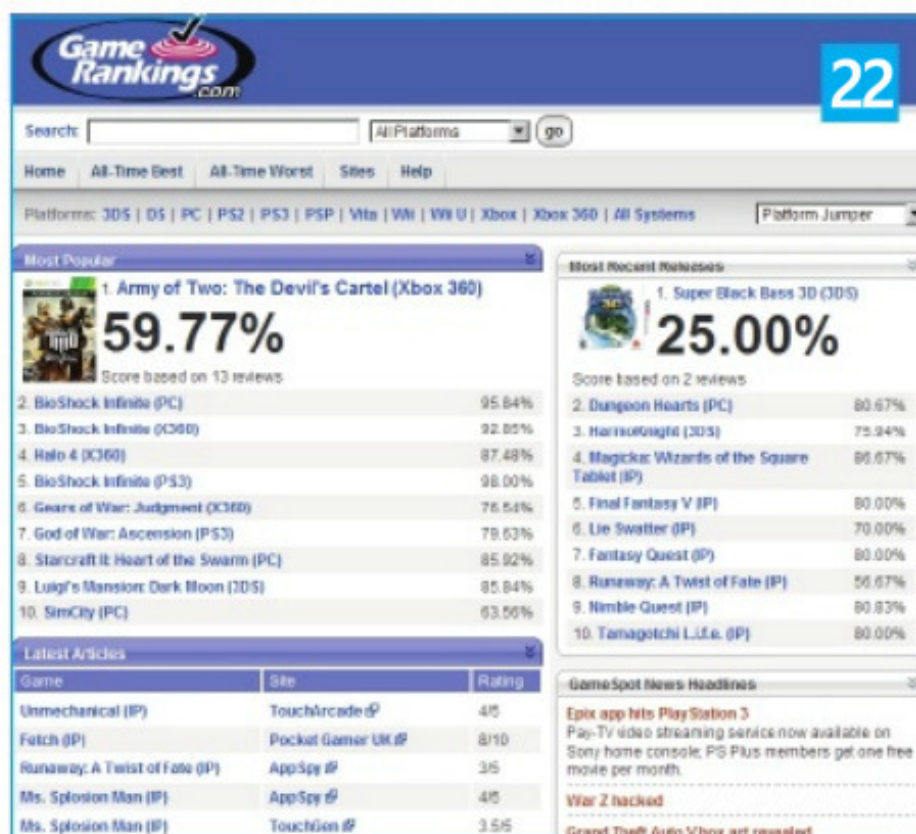 Game
Rankings
.com
22
Search:
All Platforms
go
Home All-Time Best All-Time Worst Sites Help
Platforms: 3DS | DS | PC | PS2 | PS3 | PSP | Vita | Wii | Wii U | Xbox | Xbox 360 | All Systems
Platform Jumper
Most Popular
1. Army of Two: The Devil's Cartel (Xbox 360)
59.77%
Score based on 13 reviews
2. BioShock Infinite (PC) 95.84%
3. BioShock Infinite (X360) 92.85%
4. Halo 4 (X360) 87.48%
5. BioShock Infinite (PS3) 98.00%
6. Gears of War: Judgment (X360) 76.54%
7. God of War: Ascension (PS3) 79.63%
8. Starcraft II: Heart of the Swarm (PC) 85.92%
9. Luigi's Mansion: Dark Moon (3DS) 85.84%
10. SimCity (PC) 63.56%
Most Recent Releases
1. Super Black Bass 3D (3DS)
25.00%
Score based on 2 reviews
2. Dungeon Hearts (PC) 80.67%
3. HarmoKnight (3DS) 75.94%
4. Magicka: Wizards of the Square 86.67%
Tablet (IP)
5. Final Fantasy V (IP) 80.00%
6. Lie Swatter (IP) 70.00%
7. Fantasy Quest (IP) 80.00%
8. Runaway: A Twist of Fate (IP) 56.67%
9. Nimble Quest (IP) 80.83%
10. Tamagotchi L.i.f.e. (IP) 80.00%
Latest Articles
Game Site Rating
Unmechanical (IP) TouchArcade 4/5
Fetch (IP) Pocket Gamer UK 8/10
Runaway: A Twist of Fate (IP) AppSpy 3/5
Ms. Splosion Man (IP) AppSpy 4/5
Ms. Splosion Man (IP) TouchGen 3.5/5
GameSpot News Headlines
Epix app hits PlayStation 3
Pay-TV video streaming service now available on
Sony home console; PS Plus members get one free
movie per month.
War Z hacked
Grand Theft Auto V box art revealed